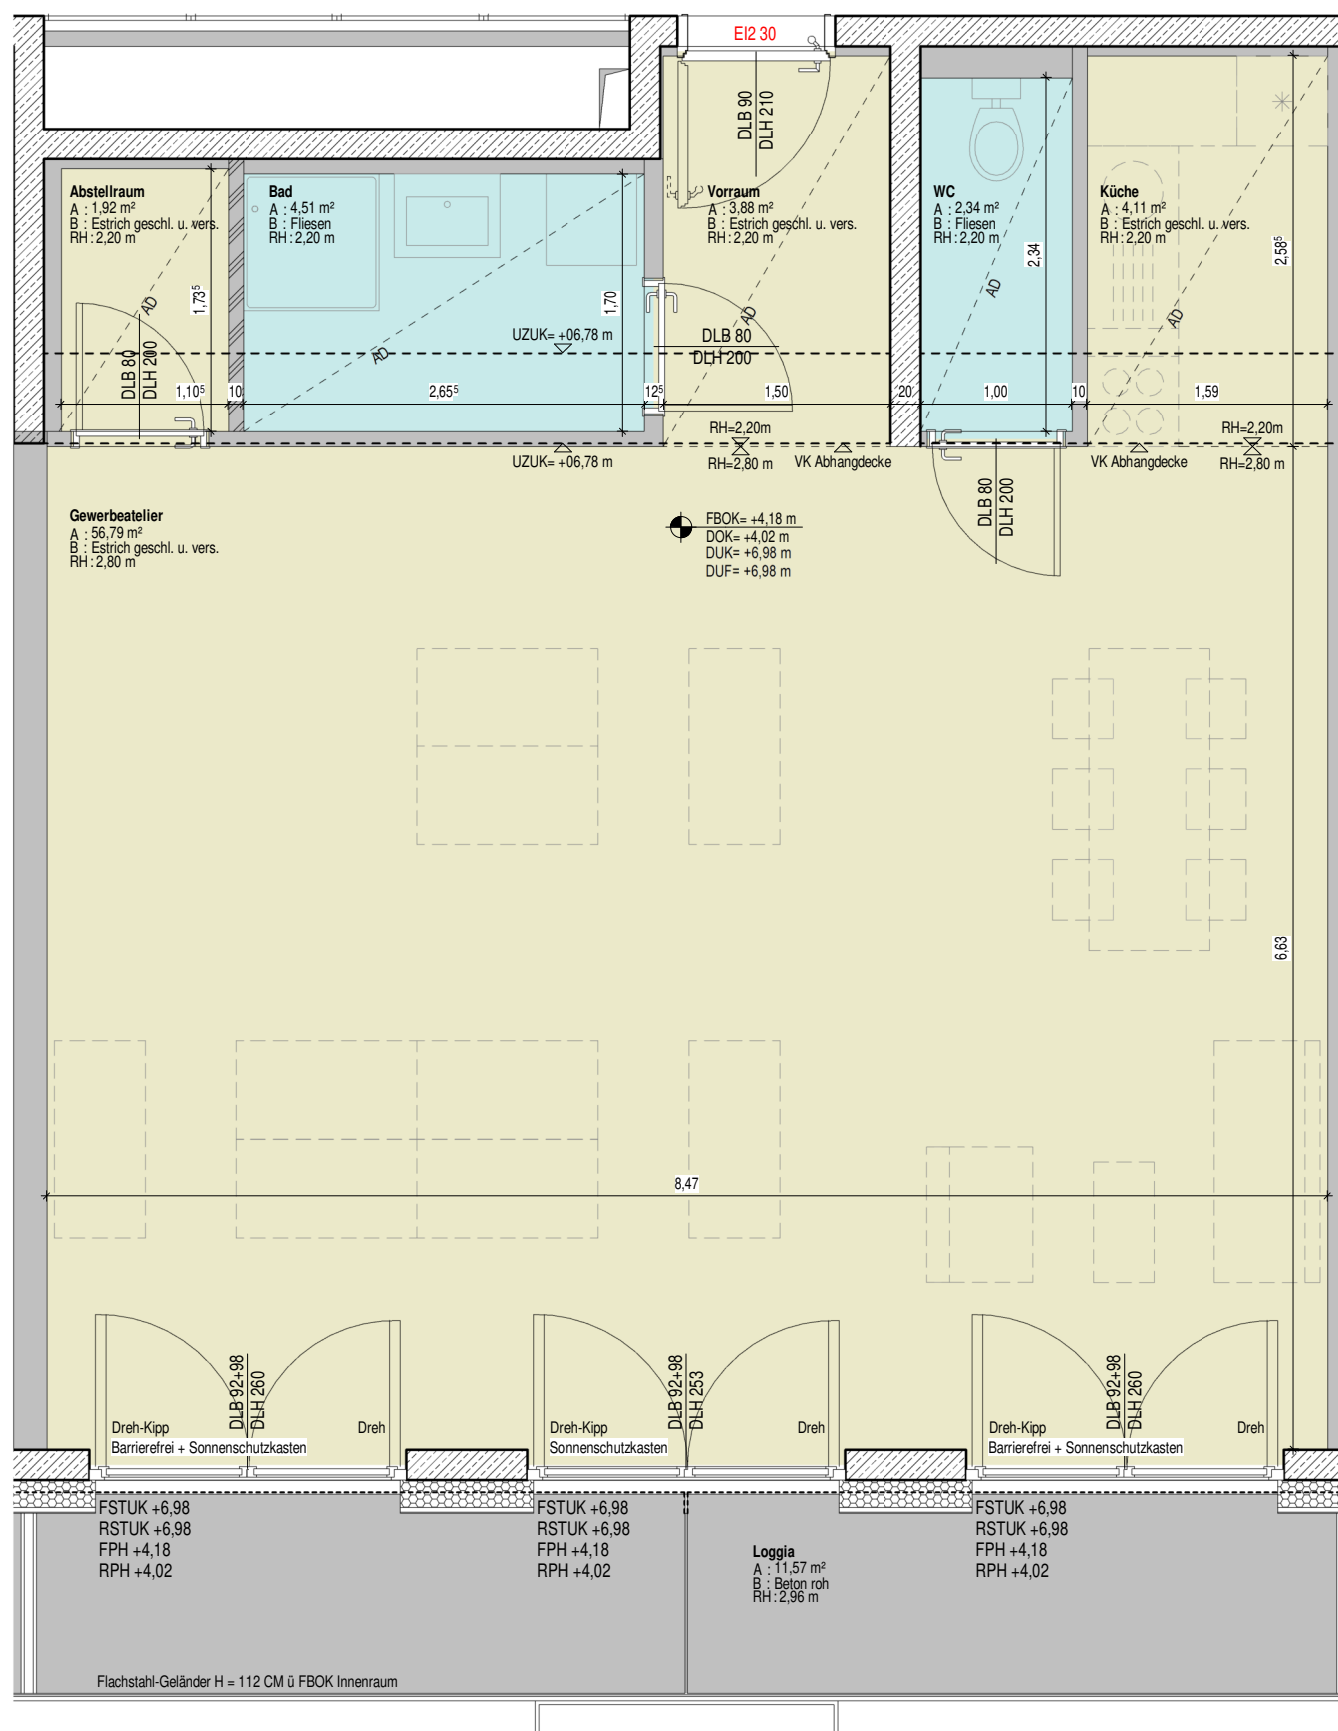 EI2 30
DLB 90
DLH 210
Abstellraum
A : 1,92 m²
B : Estrich geschl. u. vers.
RH : 2,20 m
Bad
A : 4,51 m²
B : Fliesen
RH : 2,20 m
Vorraum
A : 3,88 m²
B : Estrich geschl. u. vers.
RH : 2,20 m
WC
A : 2,34 m²
B : Fliesen
RH : 2,20 m
Küche
A : 4,11 m²
B : Estrich geschl. u. vers.
RH : 2,20 m
1,73⁵
AD
1,70
AD
AD
2,34
AD
AD
2,58⁵
UZUK= +06,78 m
DLB 80
DLH 200
DLB 80
DLH 200
1,10⁵
10
2,65⁵
12⁵
1,50
20
1,00
10
1,59
RH=2,20m
RH=2,80 m
UZUK= +06,78 m
VK Abhangdecke
VK Abhangdecke
RH=2,20m
RH=2,80 m
DLB 80
DLH 200
Gewerbeatelier
A : 56,79 m²
B : Estrich geschl. u. vers.
RH : 2,80 m
FBOK= +4,18 m
DOK= +4,02 m
DUK= +6,98 m
DUF= +6,98 m
6,63
8,47
DLB 92+98
DLH 260
Dreh-Kipp
Dreh
Barrierefrei + Sonnenschutzkasten
DLB 92+98
DLH 253
Dreh-Kipp
Dreh
Sonnenschutzkasten
DLB 92+98
DLH 260
Dreh-Kipp
Dreh
Barrierefrei + Sonnenschutzkasten
FSTUK +6,98
RSTUK +6,98
FPH +4,18
RPH +4,02
FSTUK +6,98
RSTUK +6,98
FPH +4,18
RPH +4,02
FSTUK +6,98
RSTUK +6,98
FPH +4,18
RPH +4,02
Loggia
A : 11,57 m²
B : Beton roh
RH : 2,96 m
Flachstahl-Geländer H = 112 CM ü FBOK Innenraum